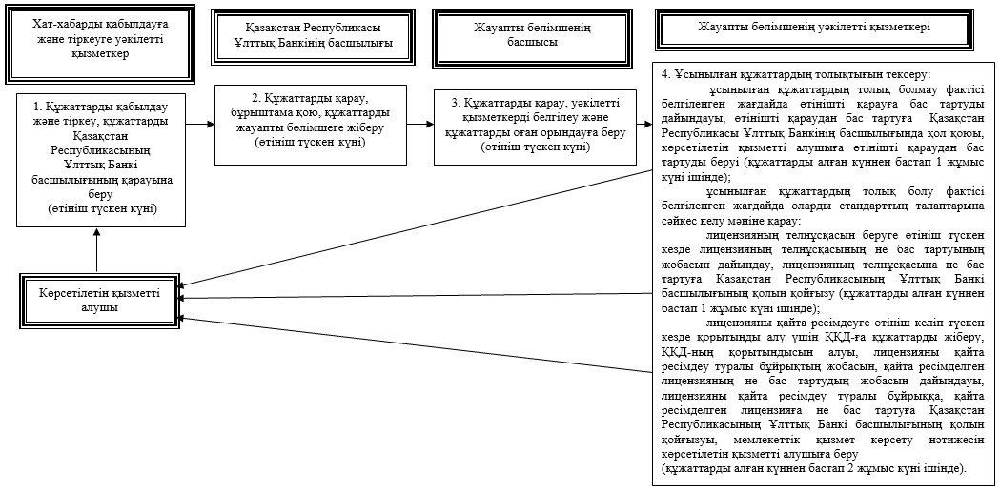 Хат-хабарды қабылдауға
және тіркеуге уәкілетті
қызметкер
Қазақстан Республикасы
Ұлттық Банкінің басшылығы
Жауапты бөлімшенің
басшысы
Жауапты бөлімшенің уәкілетті қызметкері
1. Құжаттарды қабылдау
және тіркеу, құжаттарды
Қазақстан
Республикасының
Ұлттық Банкі
басшылығының қарауына
беру
(өтініш түскен күні)
2. Құжаттарды қарау,
бұрыштама қою, құжаттарды
жауапты бөлімшеге жіберу
(өтініш түскен күні)
3. Құжаттарды қарау, уәкілетті
қызметкерді белгілеу және
құжаттарды оған орындауға беру
(өтініш түскен күні)
4. Ұсынылған құжаттардың толықтығын тексеру:
ұсынылған құжаттардың толық болмау фактісі
белгіленген жағдайда өтінішті қарауға бас тартуды
дайындауы, өтінішті қараудан бас тартуға Қазақстан
Республикасы Ұлттық Банкінің басшылығында қол қоюы,
көрсетілетін қызметті алушыға өтінішті қараудан бас
тартуды беруі (құжаттарды алған күннен бастап 1 жұмыс
күні ішінде);
ұсынылған құжаттардың толық болу фактісі
белгіленген жағдайда оларды стандарттың талаптарына
сәйкес келу мәніне қарау:
лицензияның телнұсқасын беруге өтініш түскен
кезде лицензияның телнұсқасының не бас тартуының
жобасын дайындау, лицензияның телнұсқасына не бас
тартуға Қазақстан Республикасының Ұлттық Банкі
басшылығының қолын қойғызу (құжаттарды алған күннен
бастап 1 жұмыс күні ішінде);
лицензияны қайта ресімдеуге өтініш келіп түскен
кезде қорытынды алу үшін ҚҚД-ға құжаттарды жіберу,
ҚҚД-ның қорытындысын алуы, лицензияны қайта
ресімдеу туралы бұйрықтың жобасын, қайта ресімделген
лицензияның не бас тартудың жобасын дайындауы,
лицензияны қайта ресімдеу туралы бұйрыққа, қайта
ресімделген лицензияға не бас тартуға Қазақстан
Республикасының Ұлттық Банкі басшылығының қолын
қойғызуы, мемлекеттік қызмет көрсету нәтижесін
көрсетілетін қызметті алушыға беру
(құжаттарды алған күннен бастап 2 жұмыс күні ішінде).
Көрсетілетін қызметті
алушы